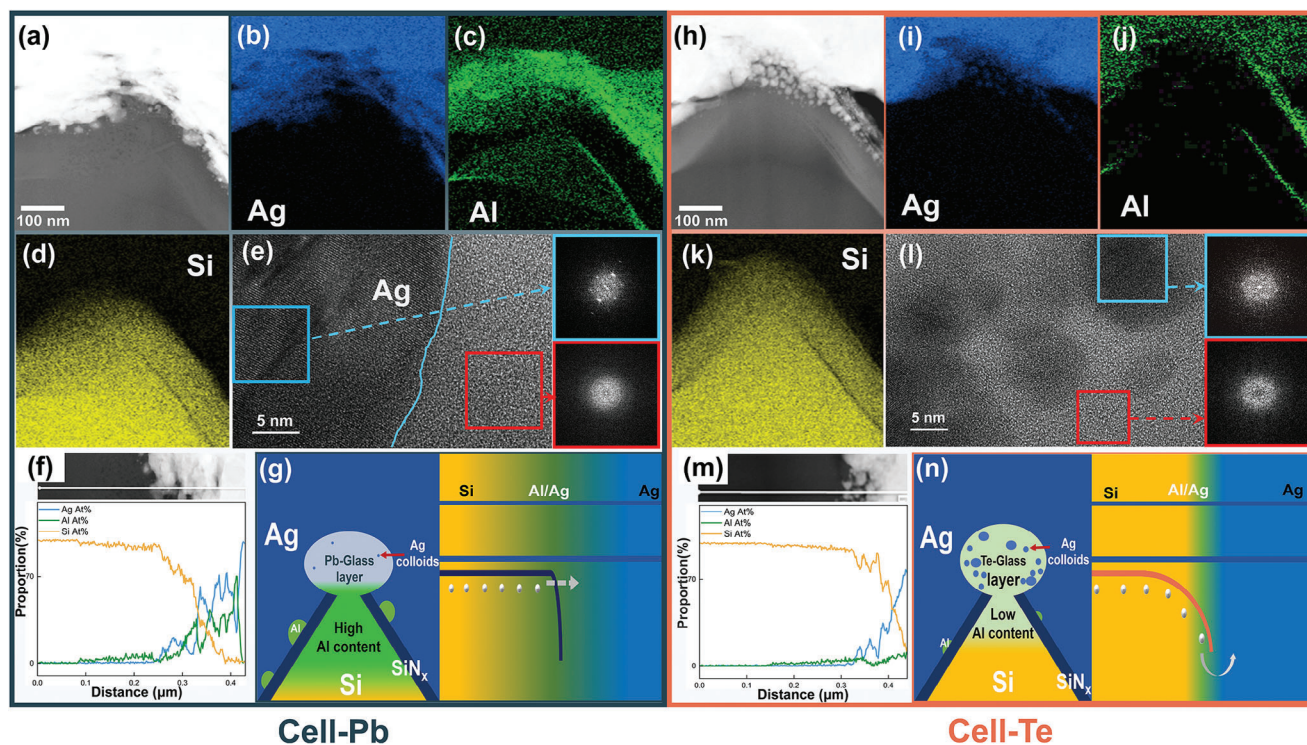 (a)
100 nm
(b)
Ag
(c)
Al
(h)
100 nm
(i)
Ag
(j)
Al
(d)
Si
(e)
Ag
5 nm
(k)
Si
(l)
5 nm
(f)
Ag At%
Al At%
Si At%
Proportion(%)
70
0
0.0 0.1 0.2 0.3 0.4
Distance (μm)
(g)
Ag
Pb-Glass
layer
Ag
colloids
Al
High
Al content
Si
SiNx
Si Al/Ag Ag
(m)
Ag At%
Al At%
Si At%
Proportion(%)
70
0
0.0 0.1 0.2 0.3 0.4
Distance (μm)
(n)
Ag
Te-Glass
layer
Ag
colloids
Al
Low
Al content
Si
SiNx
Si Al/Ag Ag
Cell-Pb
Cell-Te